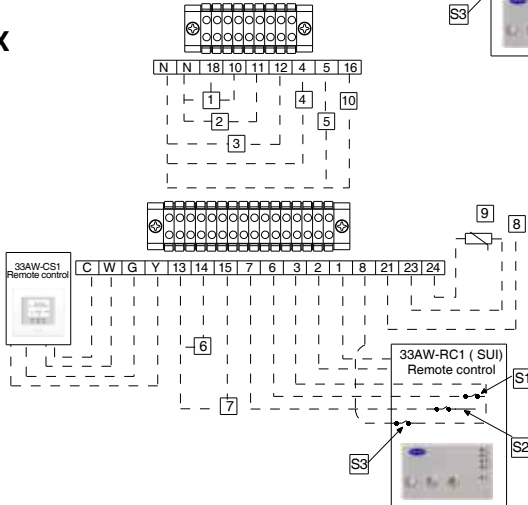 X
S3
N N 18 10 11 12 4 5 16
1
4
10
2
5
3
9
8
33AW-CS1
Remote control
C W G Y 13 14 15 7 6 3 2 1 8 21 23 24
6
33AW-RC1 ( SUI)
Remote control
S1
7
S2
S3